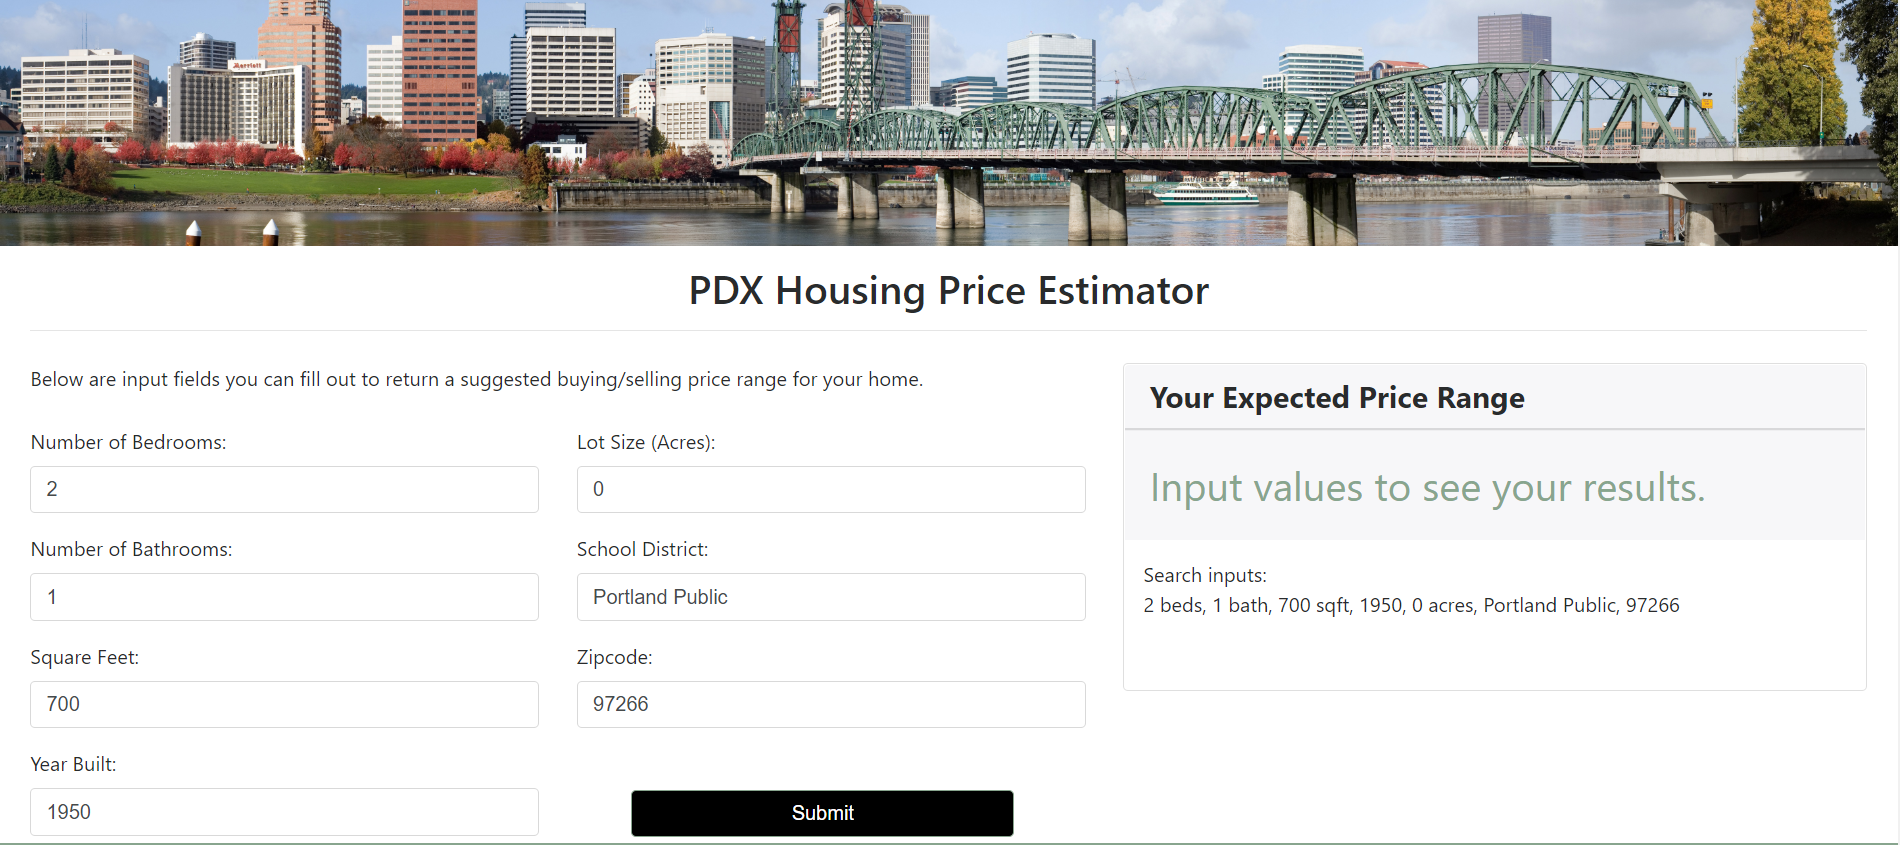 Marriott
PDX Housing Price Estimator
Below are input fields you can fill out to return a suggested buying/selling price range for your home.
Number of Bedrooms:
2
Number of Bathrooms:
1
Square Feet:
700
Year Built:
1950
Lot Size (Acres):
0
School District:
Portland Public
Zipcode:
97266
Submit
Your Expected Price Range
Input values to see your results.
Search inputs:
2 beds, 1 bath, 700 sqft, 1950, 0 acres, Portland Public, 97266